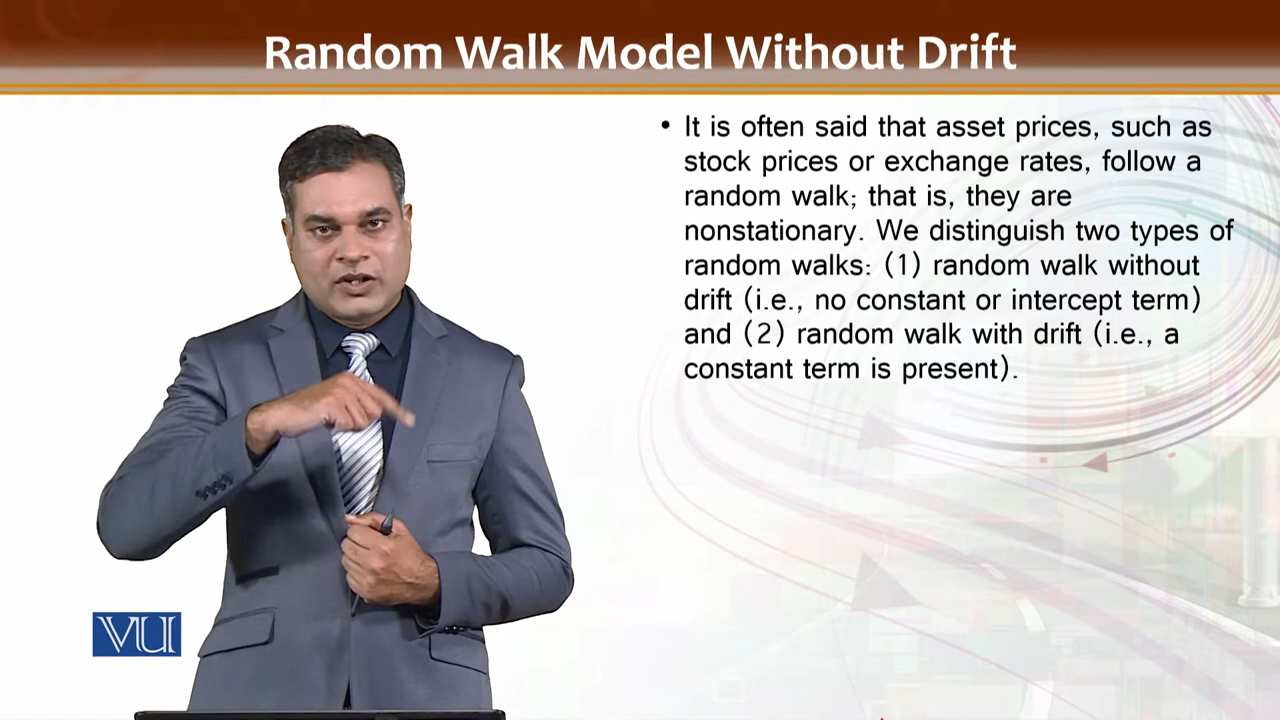 Random Walk Model Without Drift
• It is often said that asset prices, such as
stock prices or exchange rates, follow a
random walk; that is, they are
nonstationary. We distinguish two types of
random walks: (1) random walk without
drift (i.e., no constant or intercept term)
and (2) random walk with drift (i.e., a
constant term is present).
VU